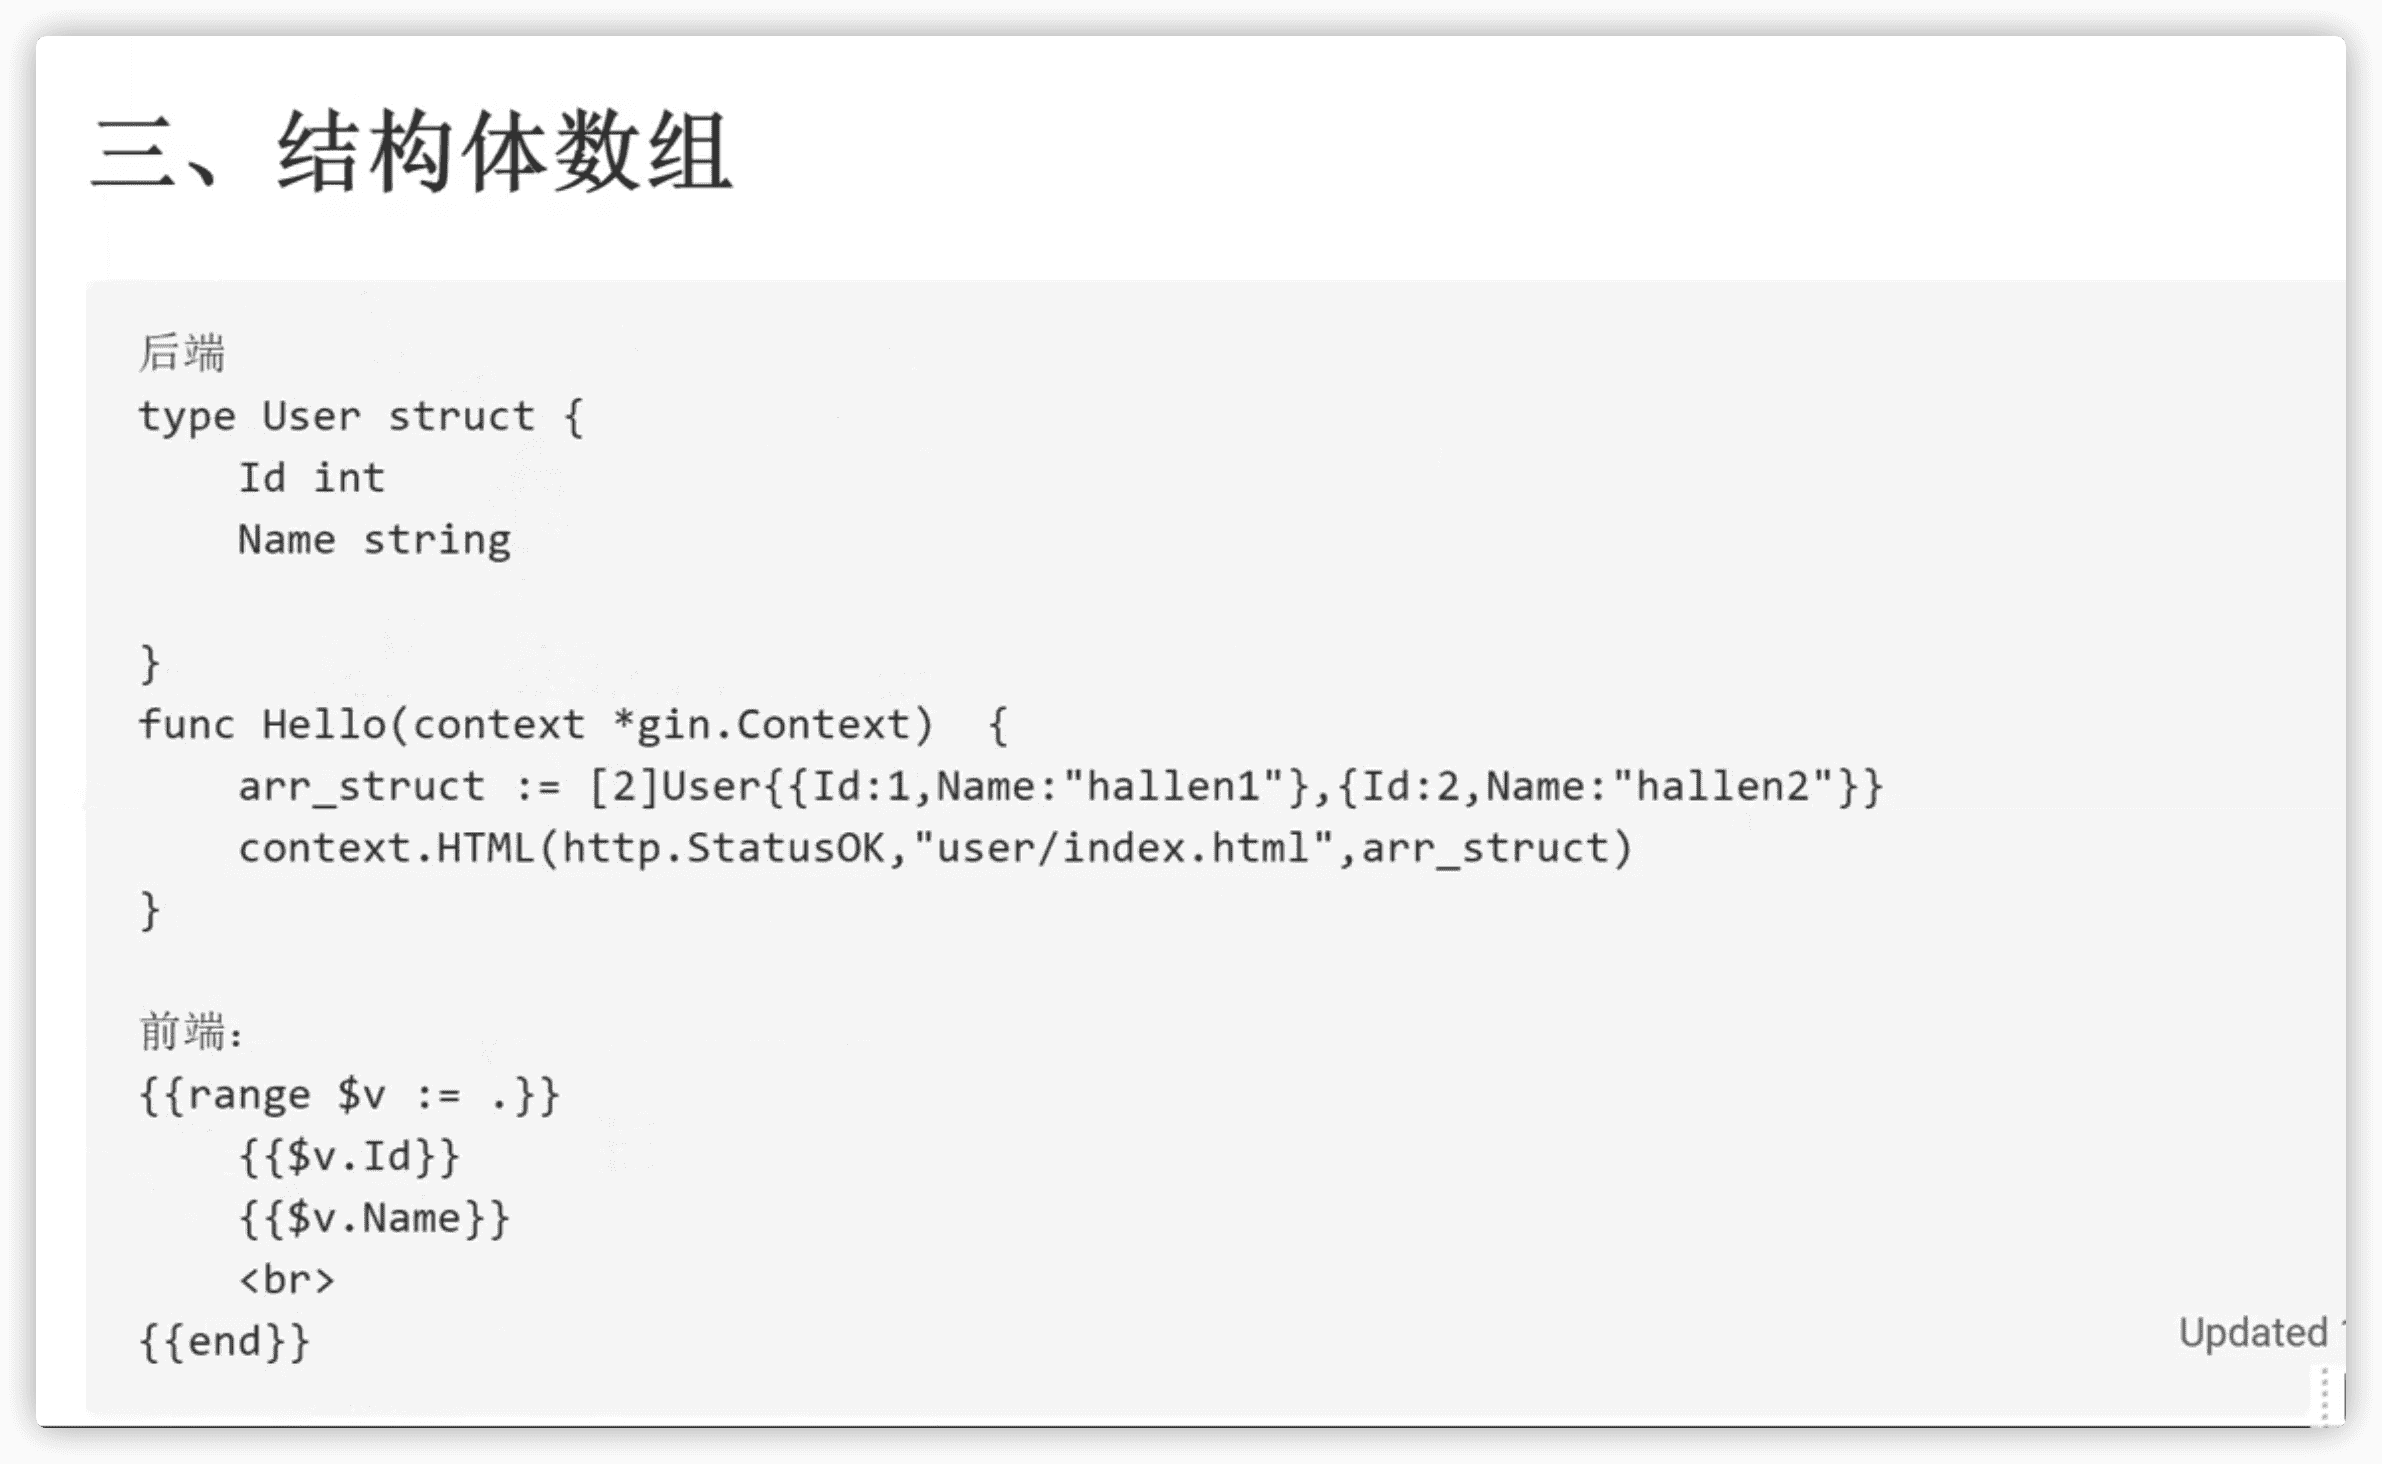 三、结构体数组
后端
type User struct {
    Id int
    Name string
}
func Hello(context *gin.Context)  {
    arr_struct := [2]User{{Id:1,Name:"hallen1"},{Id:2,Name:"hallen2"}}
    context.HTML(http.StatusOK,"user/index.html",arr_struct)
}
前端：
{{range $v := .}}
    {{$v.Id}}
    {{$v.Name}}
    <br>
{{end}}
Updated